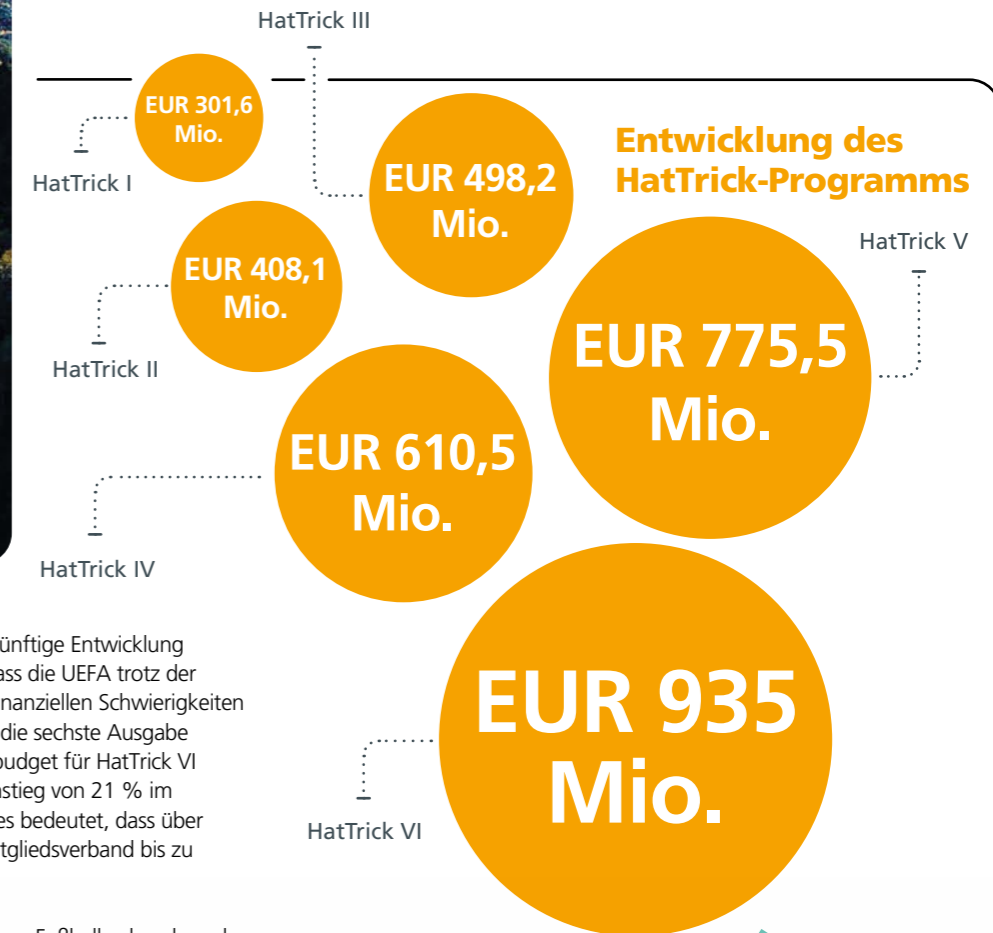 HatTrick III
EUR 301,6
Mio.
HatTrick I
EUR 498,2
Mio.
Entwicklung des
HatTrick-Programms
HatTrick V
EUR 408,1
Mio.
HatTrick II
EUR 775,5
Mio.
EUR 610,5
Mio.
HatTrick IV
EUR 935
Mio.
HatTrick VI
ünftige Entwicklung
ass die UEFA trotz der
inanziellen Schwierigkeiten
die sechste Ausgabe
budget für HatTrick VI
nstieg von 21 % im
es bedeutet, dass über
itgliedsverband bis zu